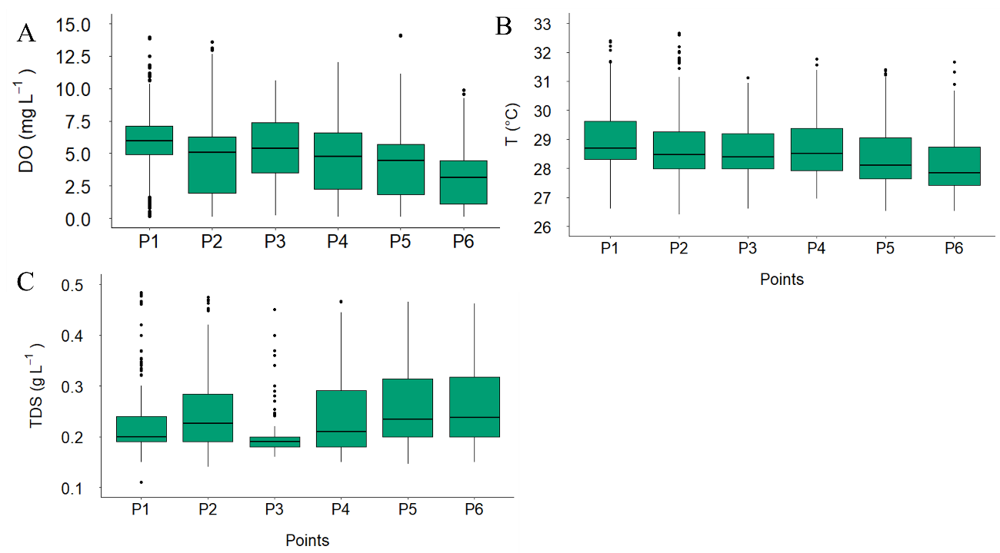 A
DO (mg L⁻¹ )
15.0
12.5
10.0
7.5
5.0
2.5
0.0
P1 P2 P3 P4 P5 P6
B
T (°C)
33
32
31
30
29
28
27
26
P1 P2 P3 P4 P5 P6
Points
C
TDS (g L⁻¹ )
0.5
0.4
0.3
0.2
0.1
P1 P2 P3 P4 P5 P6
Points